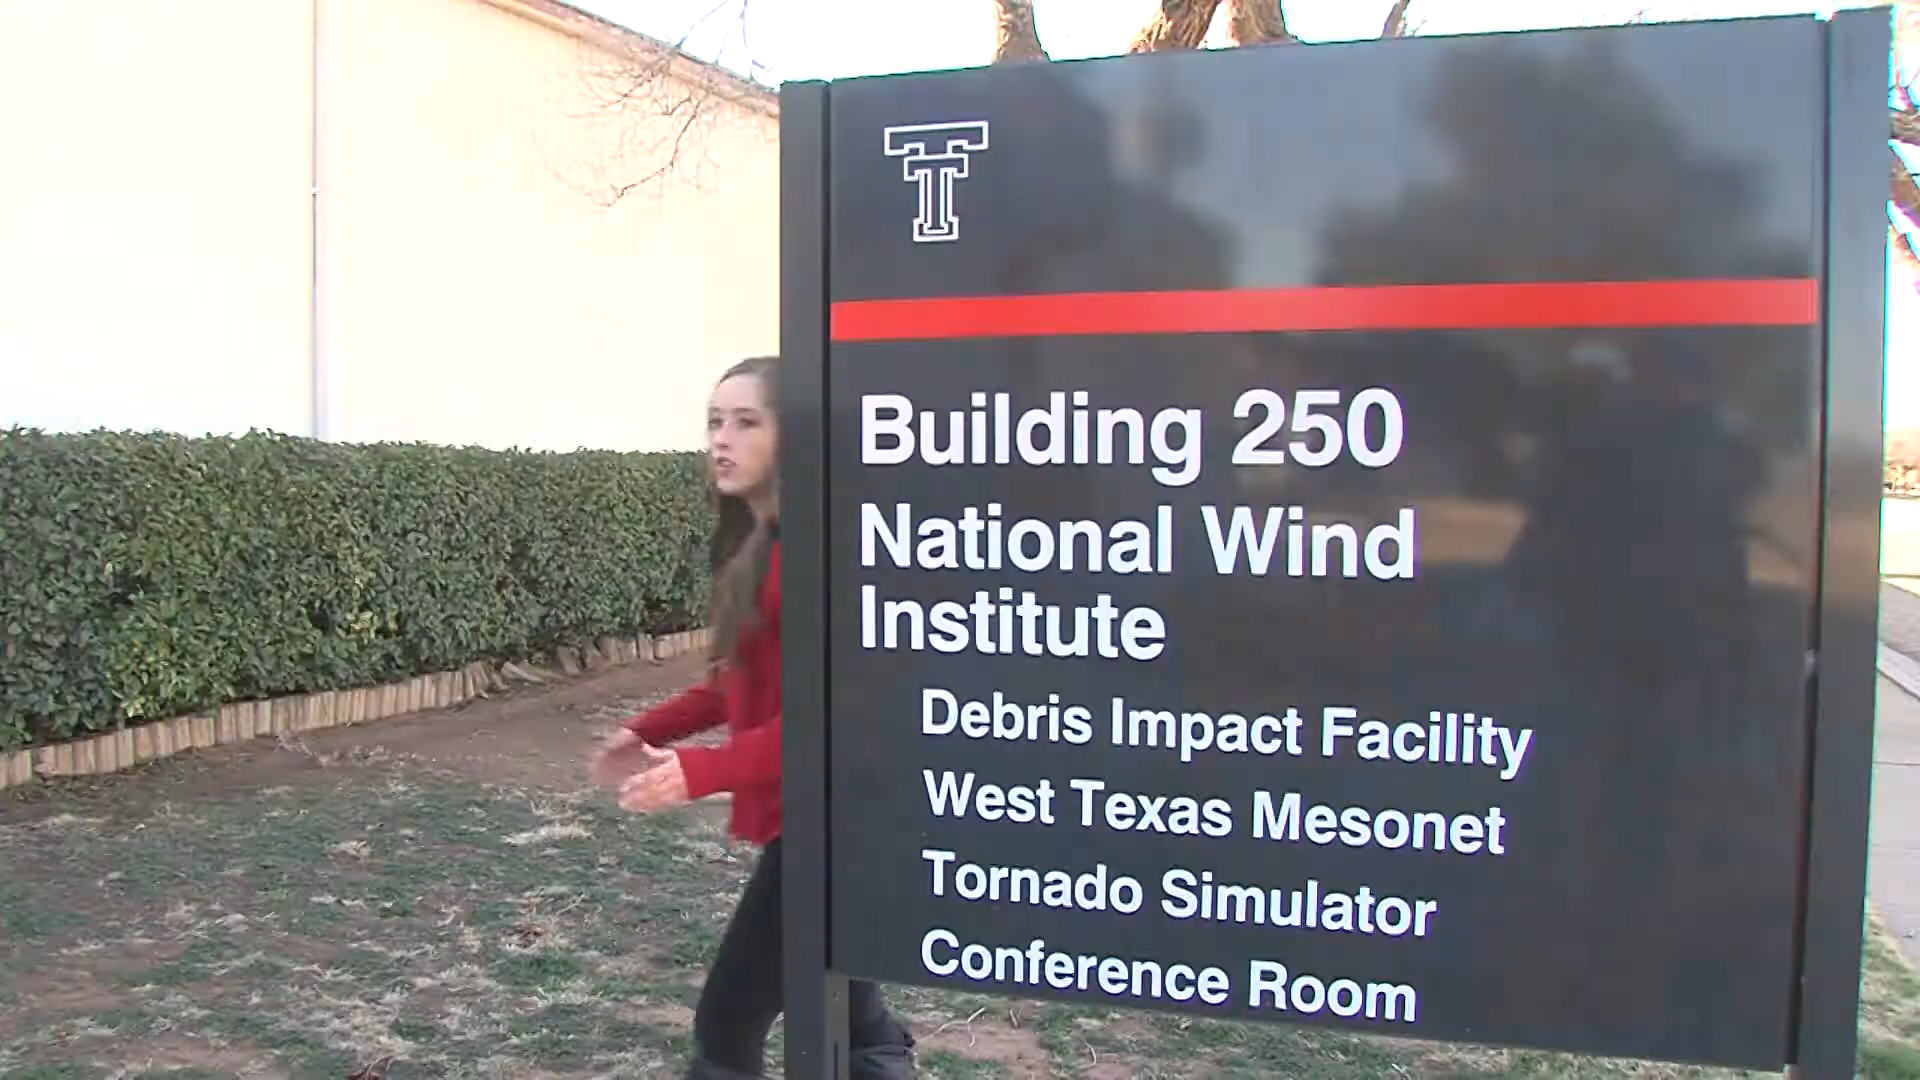 Building 250
National Wind
Institute
Debris Impact Facility
West Texas Mesonet
Tornado Simulator
Conference Room